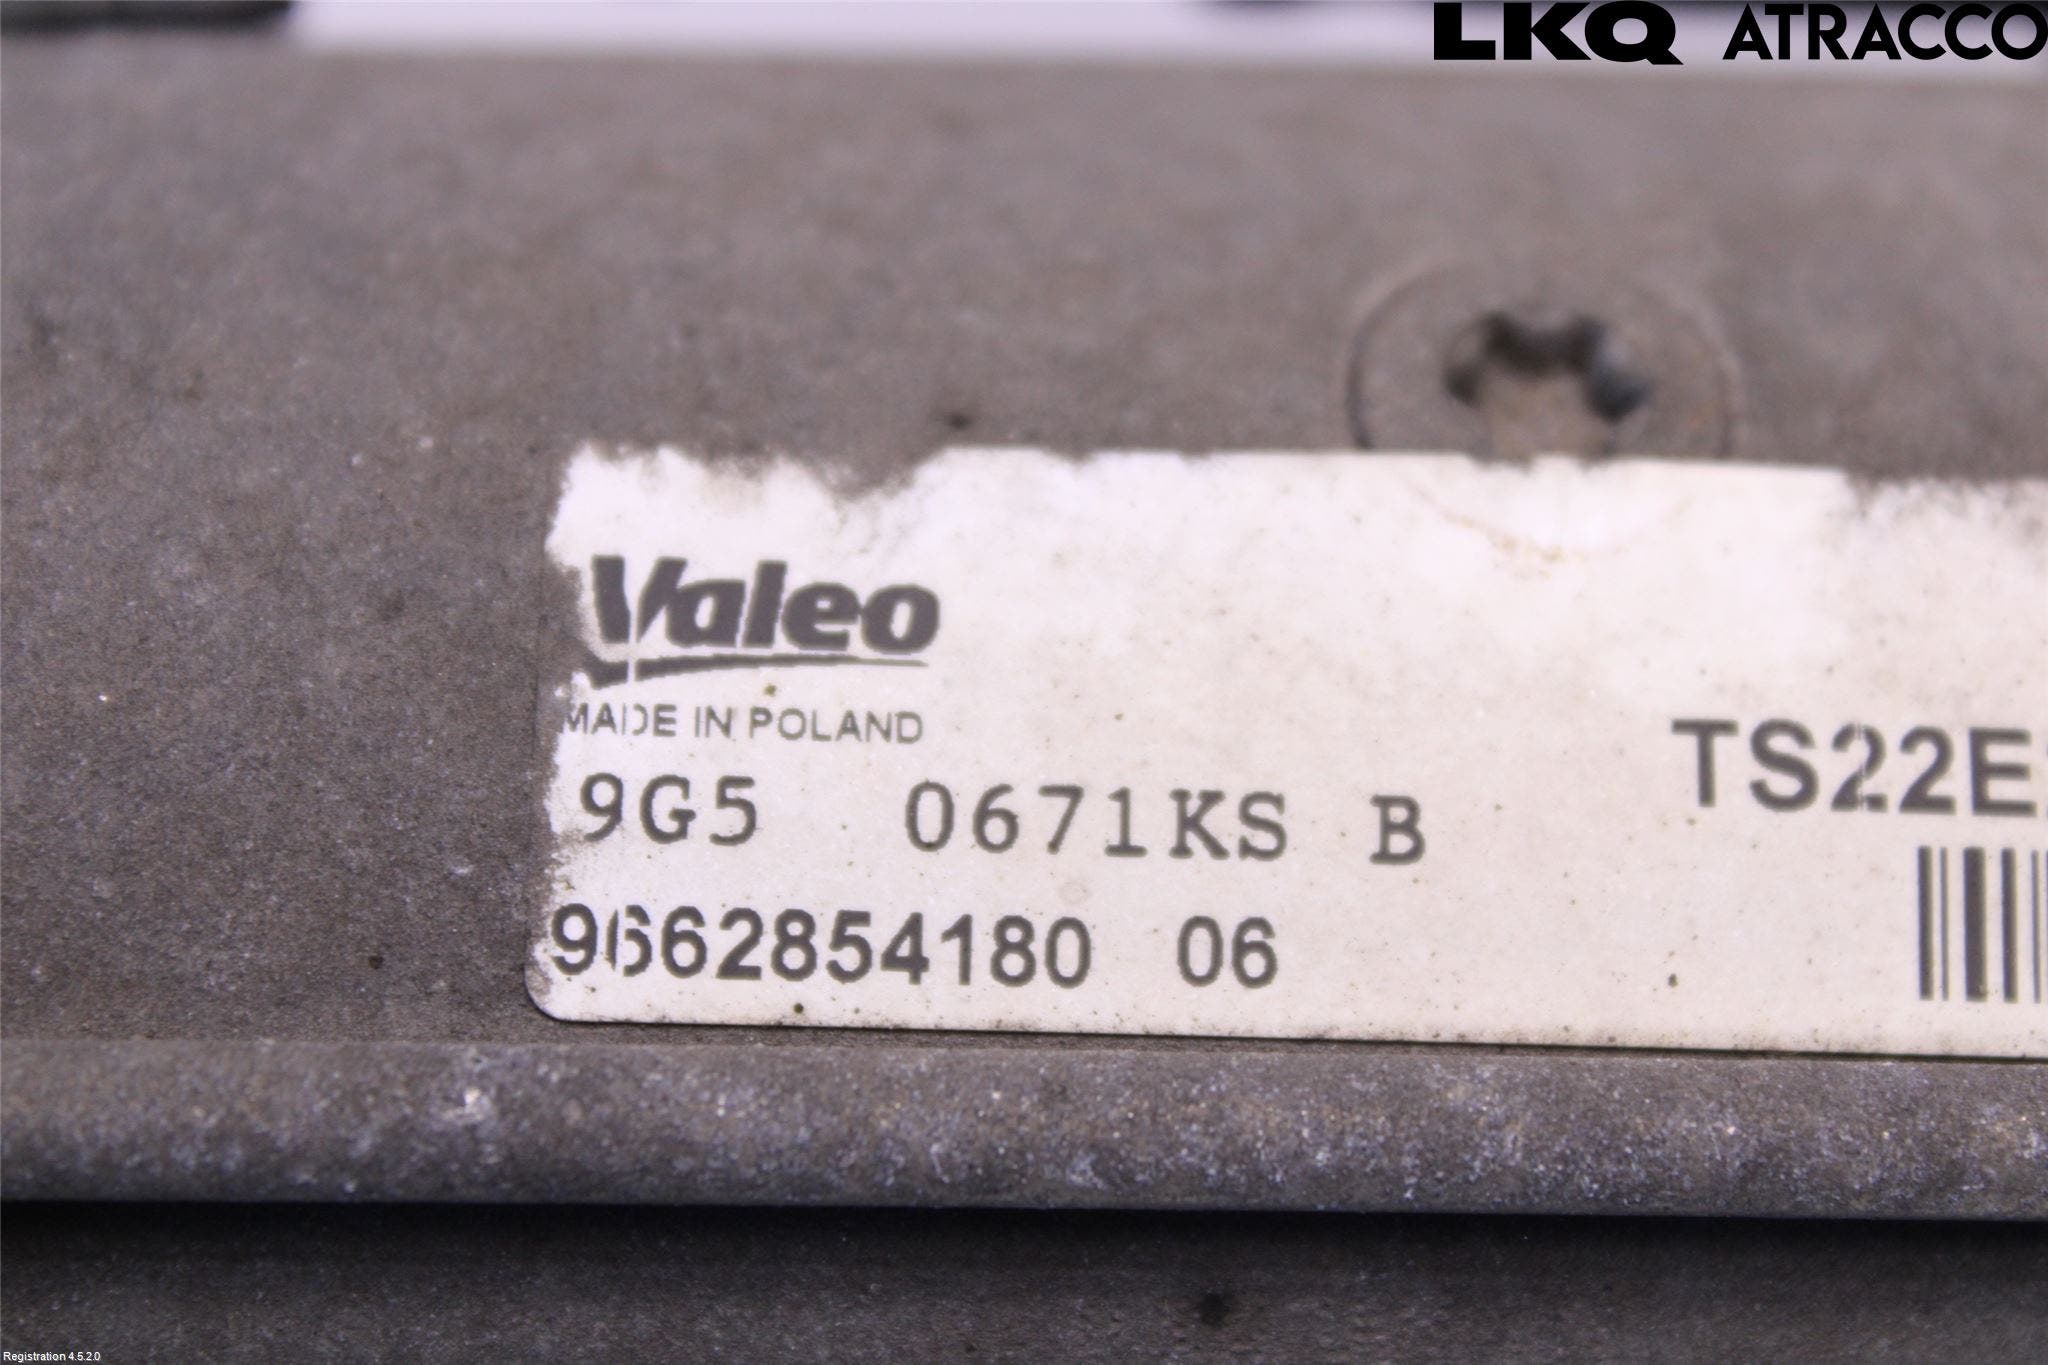 LKQ ATRACCO
Valeo
MADE IN POLAND
TS22E
9G5 0671KS B
9662854180 06
Registration 4.5.2.0